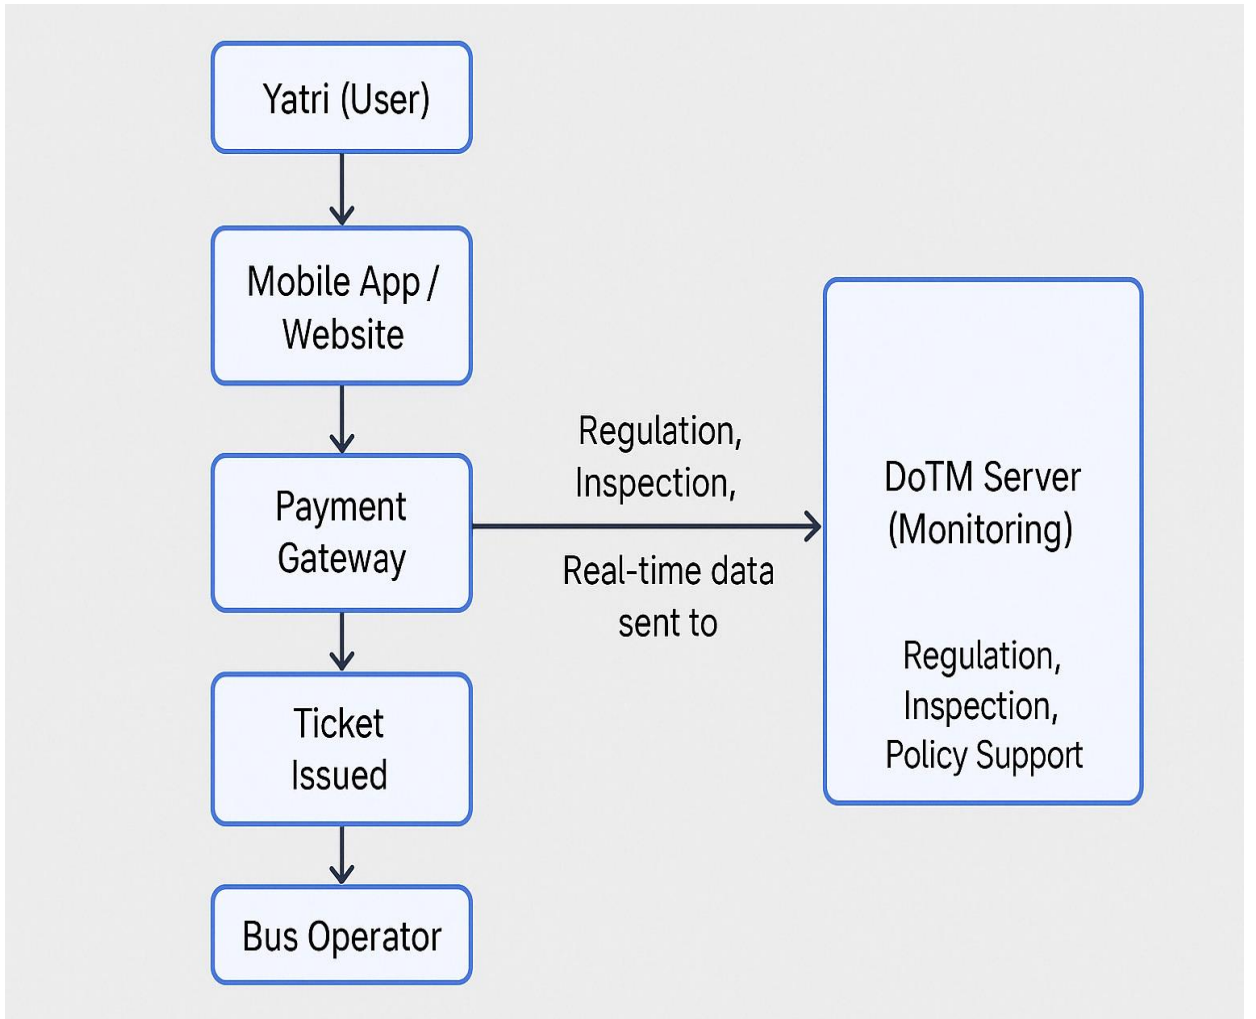 Yatri (User)
Mobile App /
Website
Payment
Gateway
Regulation,
Inspection,
Real-time data
sent to
DoTM Server
(Monitoring)
Regulation,
Inspection,
Policy Support
Ticket
Issued
Bus Operator